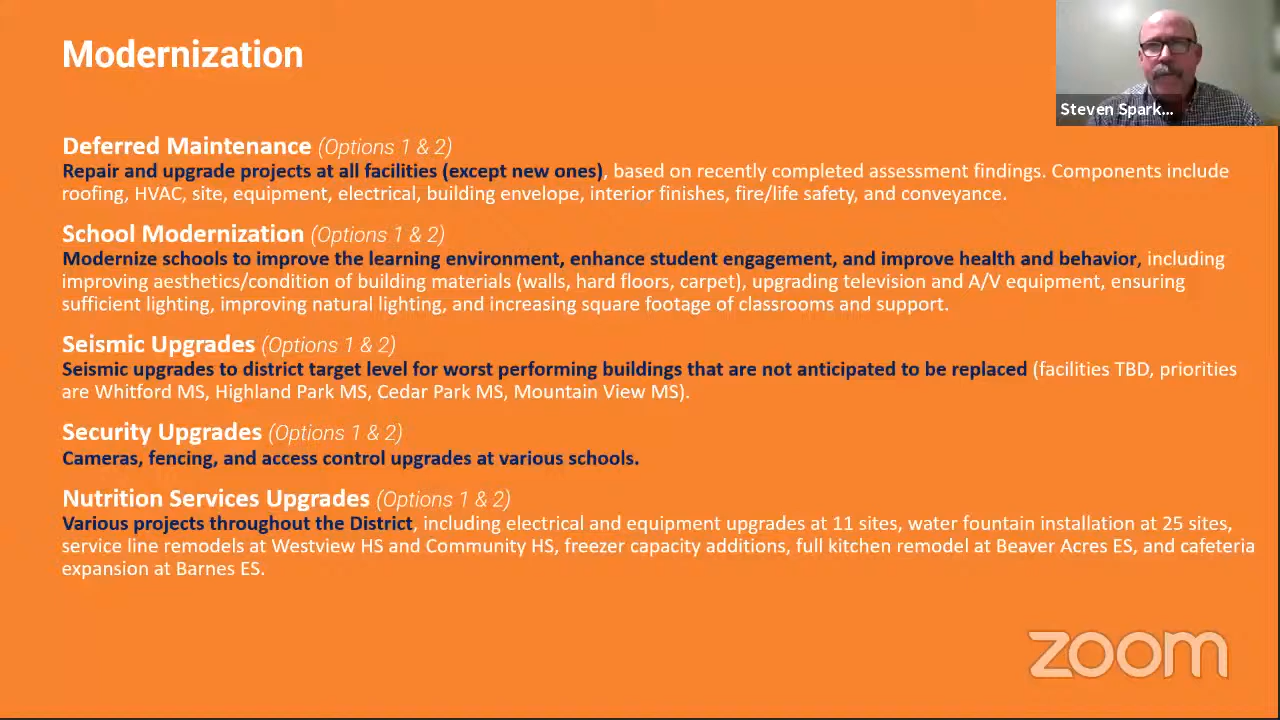 Modernization
Steven Spark...
Deferred Maintenance (Options 1 & 2)
Repair and upgrade projects at all facilities (except new ones), based on recently completed assessment findings. Components include
roofing, HVAC, site, equipment, electrical, building envelope, interior finishes, fire/life safety, and conveyance.
School Modernization (Options 1 & 2)
Modernize schools to improve the learning environment, enhance student engagement, and improve health and behavior, including
improving aesthetics/condition of building materials (walls, hard floors, carpet), upgrading television and A/V equipment, ensuring
sufficient lighting, improving natural lighting, and increasing square footage of classrooms and support.
Seismic Upgrades (Options 1 & 2)
Seismic upgrades to district target level for worst performing buildings that are not anticipated to be replaced (facilities TBD, priorities
are Whitford MS, Highland Park MS, Cedar Park MS, Mountain View MS).
Security Upgrades (Options 1 & 2)
Cameras, fencing, and access control upgrades at various schools.
Nutrition Services Upgrades (Options 1 & 2)
Various projects throughout the District, including electrical and equipment upgrades at 11 sites, water fountain installation at 25 sites,
service line remodels at Westview HS and Community HS, freezer capacity additions, full kitchen remodel at Beaver Acres ES, and cafeteria
expansion at Barnes ES.
zoom